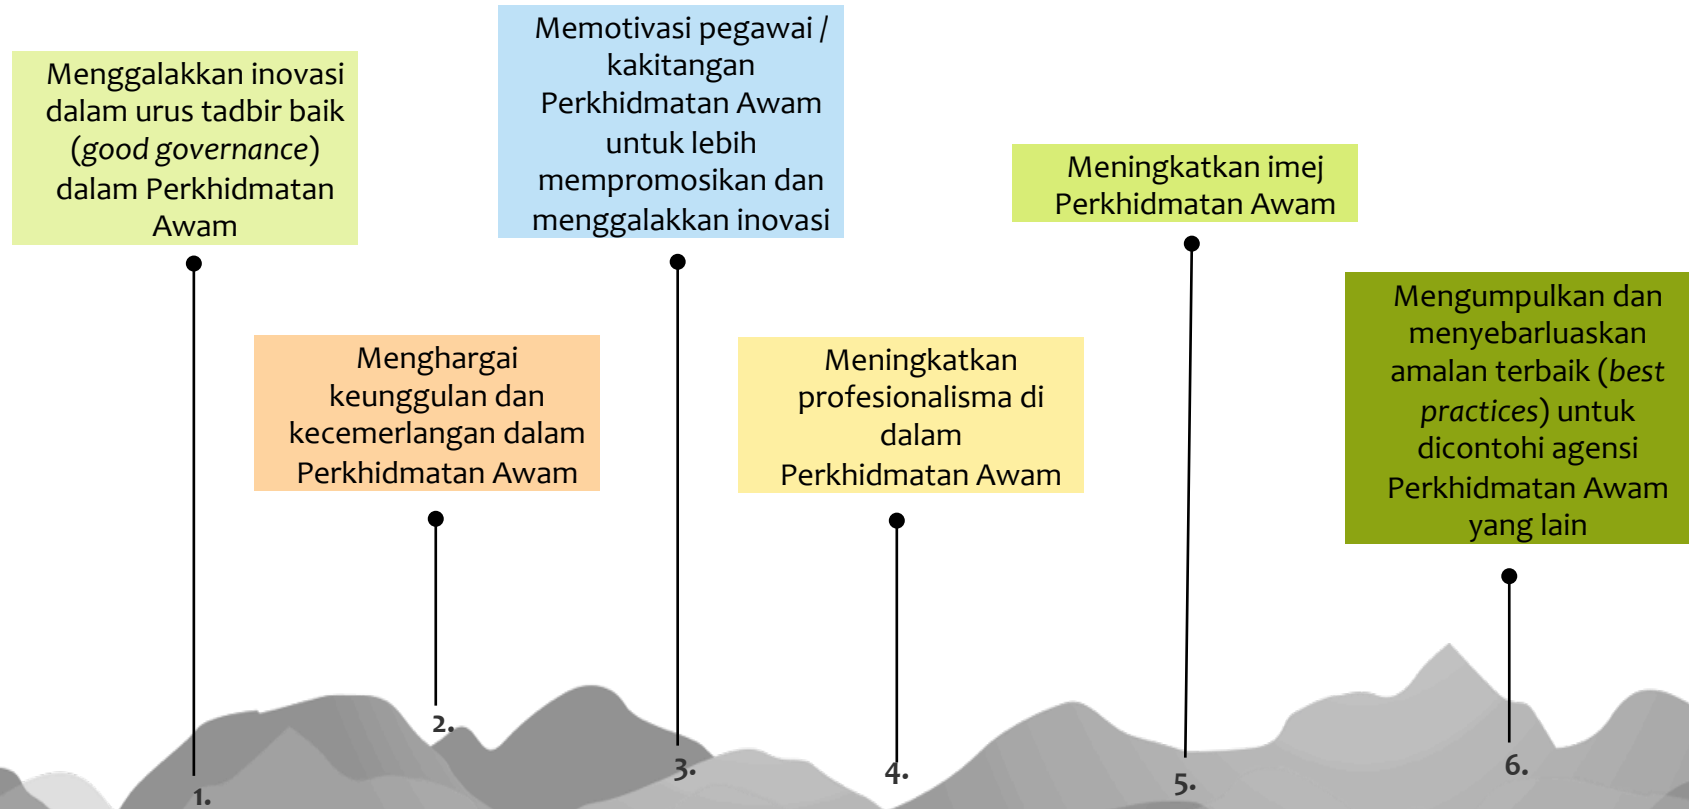 Menggalakkan inovasi
dalam urus tadbir baik
(good governance)
dalam Perkhidmatan
Awam
1.
Menghargai
keunggulan dan
kecemerlangan dalam
Perkhidmatan Awam
2.
Memotivasi pegawai /
kakitangan
Perkhidmatan Awam
untuk lebih
mempromosikan dan
menggalakkan inovasi
3.
Meningkatkan
profesionalisma di
dalam
Perkhidmatan Awam
4.
Meningkatkan imej
Perkhidmatan Awam
5.
Mengumpulkan dan
menyebarluaskan
amalan terbaik (best
practices) untuk
dicontohi agensi
Perkhidmatan Awam
yang lain
6.